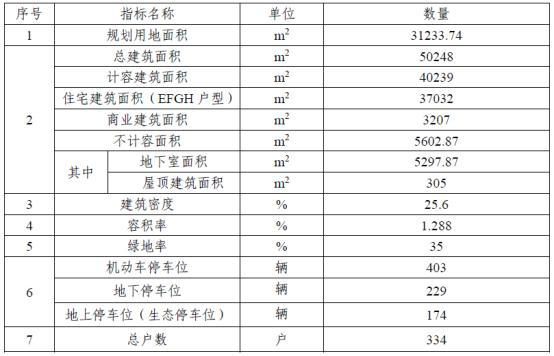 序号 指标名称 单位 数量
1 规划用地面积 m² 31233.74
总建筑面积 m² 50248
计容建筑面积 m² 40239
住宅建筑面积（EFGH 户型） m² 37032
2 商业建筑面积 m² 3207
不计容面积 m² 5602.87
其中 地下室面积 m² 5297.87
屋顶建筑面积 m² 305
3 建筑密度 % 25.6
4 容积率 % 1.288
5 绿地率 % 35
机动车停车位 辆 403
6 地下停车位 辆 229
地上停车位（生态停车位） 辆 174
7 总户数 户 334